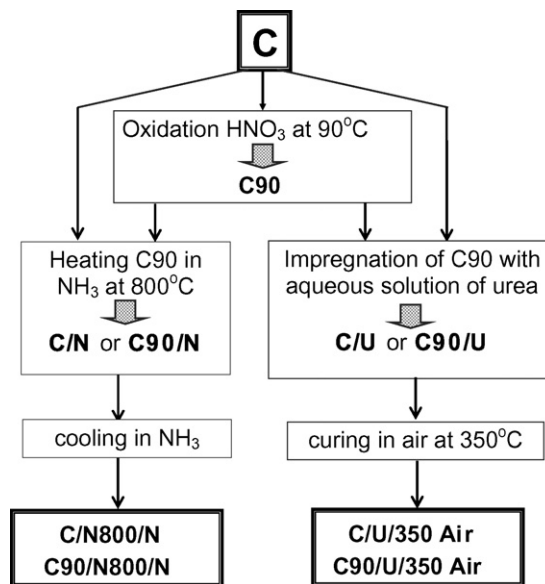 C
Oxidation HNO₃ at 90°C
C90
Heating C90 in
NH₃ at 800°C
C/N or C90/N
Impregnation of C90 with
aqueous solution of urea
C/U or C90/U
cooling in NH₃
curing in air at 350°C
C/N800/N
C90/N800/N
C/U/350 Air
C90/U/350 Air